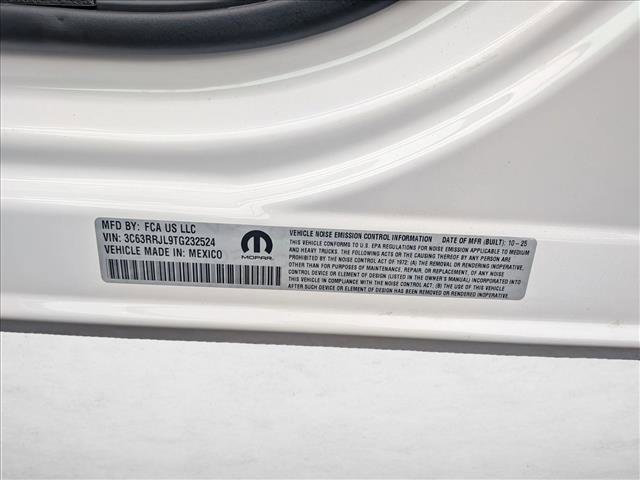 MFD BY: FCA US LLC
VIN: 3C63RRJL9TG232524
VEHICLE MADE IN: MEXICO
MOPAR
VEHICLE NOISE EMISSION CONTROL INFORMATION DATE OF MFR (BUILT): 10-25
THIS VEHICLE CONFORMS TO U.S. EPA REGULATIONS FOR NOISE EMISSION APPLICABLE TO MEDIUM
AND HEAVY TRUCKS. THE FOLLOWING ACTS OR THE CAUSING THEREOF BY ANY PERSON ARE
PROHIBITED BY THE NOISE CONTROL ACT OF 1972: (A) THE REMOVAL OR RENDERING INOPERATIVE,
OTHER THAN FOR PURPOSES OF MAINTENANCE, REPAIR, OR REPLACEMENT, OF ANY NOISE
CONTROL DEVICE OR ELEMENT OF DESIGN (LISTED IN THE OWNER'S MANUAL) INCORPORATED INTO
THIS VEHICLE IN COMPLIANCE WITH THE NOISE CONTROL ACT; (B) THE USE OF THIS VEHICLE
AFTER SUCH DEVICE OR ELEMENT OF DESIGN HAS BEEN REMOVED OR RENDERED INOPERATIVE